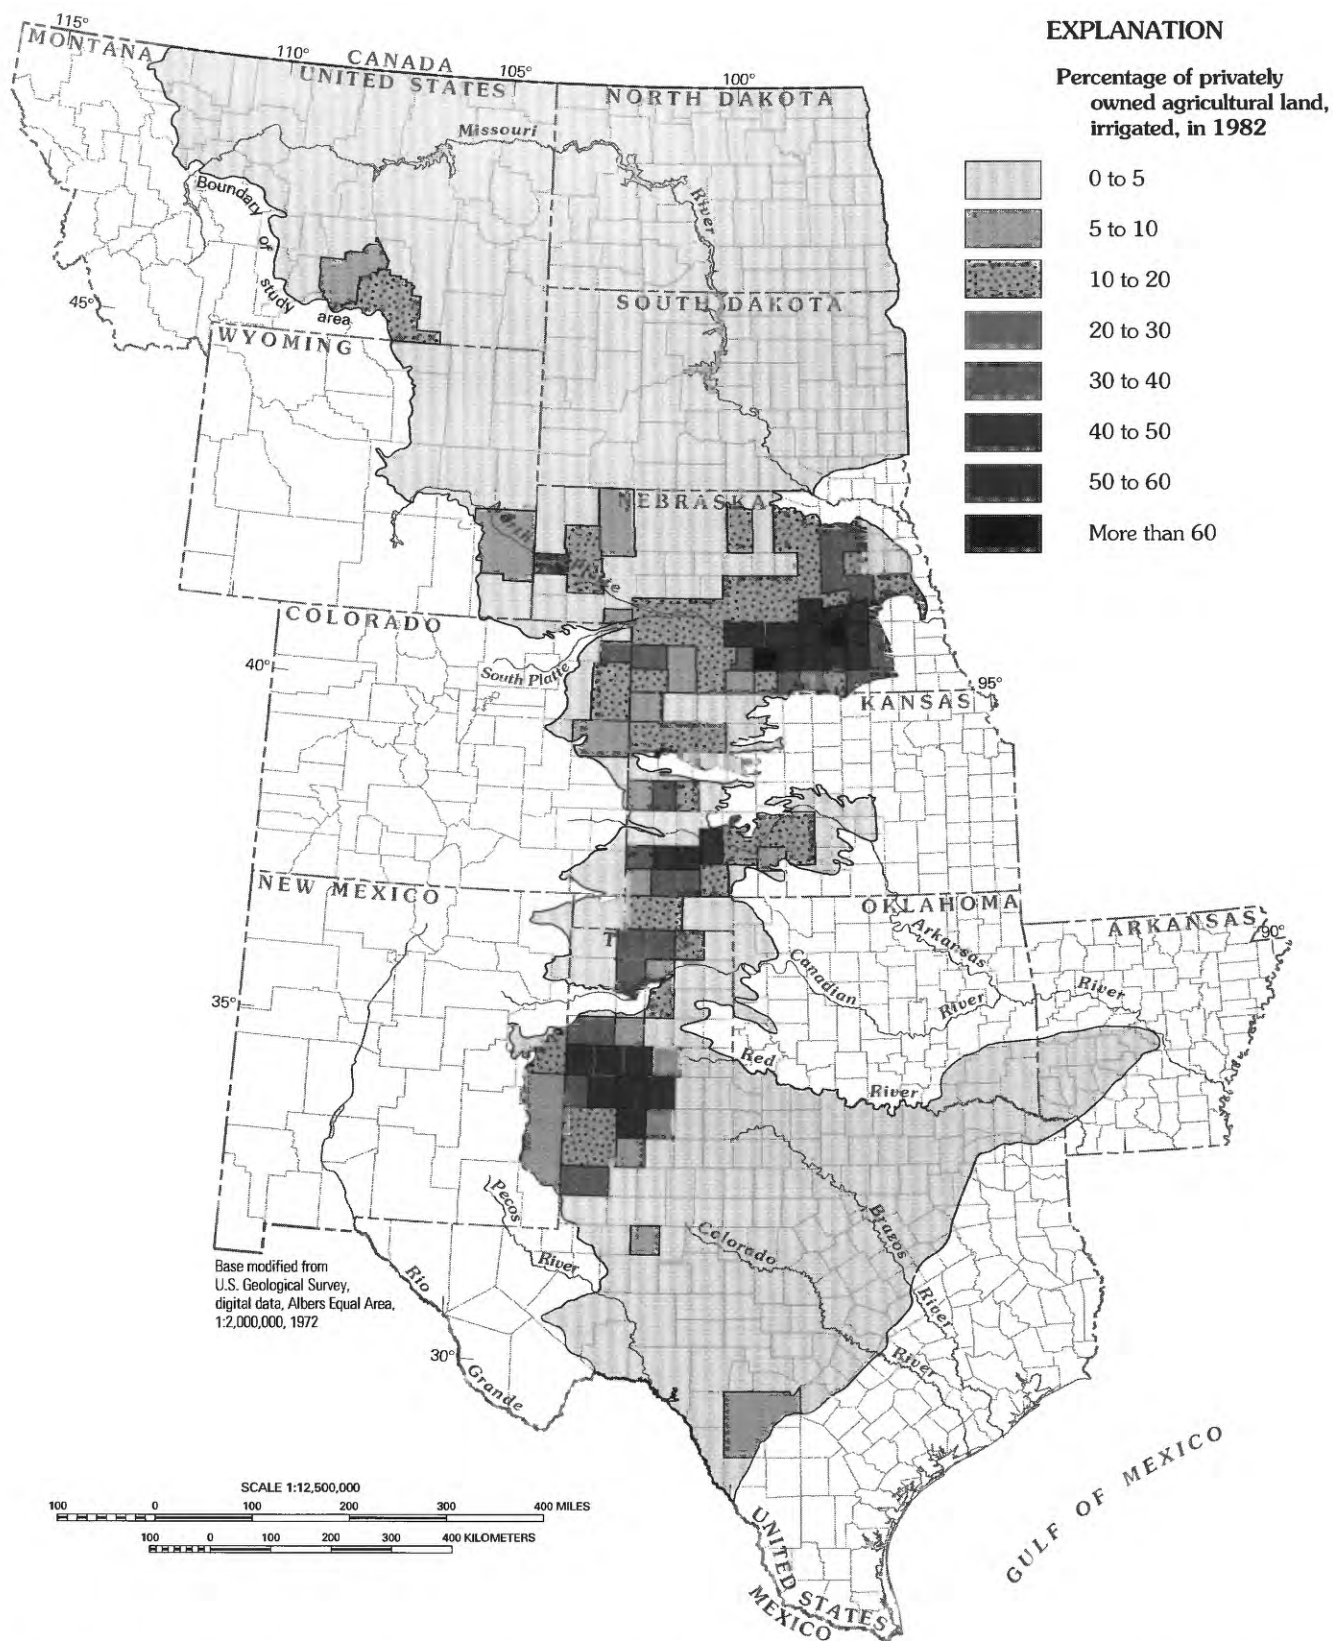 EXPLANATION
Percentage of privately
owned agricultural land,
irrigated, in 1982
0 to 5
5 to 10
10 to 20
20 to 30
30 to 40
40 to 50
50 to 60
More than 60
115°
MONTANA
110°
CANADA
UNITED STATES
105°
100°
NORTH DAKOTA
Missouri
River
Boundary
of
study
area
45°
SOUTH DAKOTA
WYOMING
NEBRASKA
Platte
COLORADO
40°
South Platte
95°
KANSAS
NEW MEXICO
OKLAHOMA
ARKANSAS
90°
Arkansas
River
Canadian
River
35°
Red
River
Pecos
River
Brazos
River
Colorado
River
Rio
Grande
30°
Base modified from
U.S. Geological Survey,
digital data, Albers Equal Area,
1:2,000,000, 1972
SCALE 1:12,500,000
100 0 100 200 300 400 MILES
100 0 100 200 300 400 KILOMETERS
GULF OF MEXICO
UNITED STATES
MEXICO